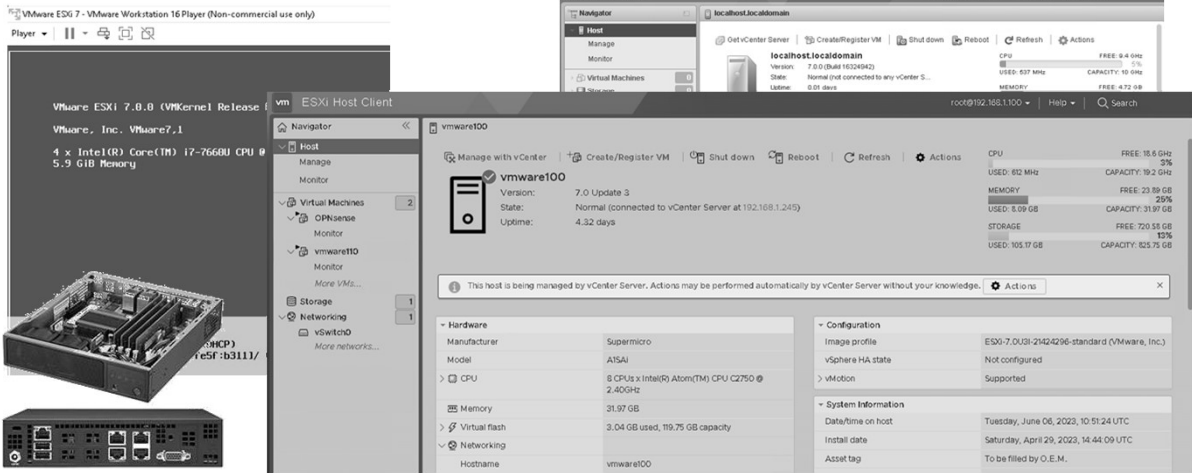 VMware ESXi 7 - VMware Workstation 16 Player (Non-commercial use only)
Player
VMware ESXi 7.0.0 (VMKernel Release
VMware, Inc. VMware7,1
4 x Intel(R) Core(TM) i7-7660U CPU @
5.9 GiB Memory
Navigator
Host
Manage
Monitor
Virtual Machines 0
Storage
localhost.localdomain
Get vCenter Server
Create/Register VM
Shut down
Reboot
Refresh
Actions
localhost.localdomain
Version: 7.0.0 (Build 16324942)
State: Normal (not connected to any vCenter S...
Uptime: 0.01 days
CPU FREE: 9.4 GHz
5%
USED: 537 MHz CAPACITY: 10 GHz
MEMORY FREE: 4.72 GB
vm ESXi Host Client
root@192.168.1.100
Help
Search
Navigator
Host
Manage
Monitor
Virtual Machines 2
OPNsense
Monitor
vmware110
Monitor
More VMs...
Storage 1
Networking 1
vSwitch0
More networks...
vmware100
Manage with vCenter
Create/Register VM
Shut down
Reboot
Refresh
Actions
vmware100
Version: 7.0 Update 3
State: Normal (connected to vCenter Server at 192.168.1.245)
Uptime: 4.32 days
CPU FREE: 18.6 GHz
3%
USED: 612 MHz CAPACITY: 19.2 GHz
MEMORY FREE: 23.89 GB
25%
USED: 8.09 GB CAPACITY: 31.97 GB
STORAGE FREE: 720.58 GB
13%
USED: 105.17 GB CAPACITY: 825.75 GB
This host is being managed by vCenter Server. Actions may be performed automatically by vCenter Server without your knowledge. Actions
Hardware
Manufacturer Supermicro
Model A1SAi
CPU 8 CPUs x Intel(R) Atom(TM) CPU C2750 @
2.40GHz
Memory 31.97 GB
Virtual flash 3.04 GB used, 119.75 GB capacity
Networking
Hostname vmware100
Configuration
Image profile ESXi-7.0U3l-21424296-standard (VMware, Inc.)
vSphere HA state Not configured
vMotion Supported
System Information
Date/time on host Tuesday, June 06, 2023, 10:51:24 UTC
Install date Saturday, April 29, 2023, 14:44:09 UTC
Asset tag To be filled by O.E.M.